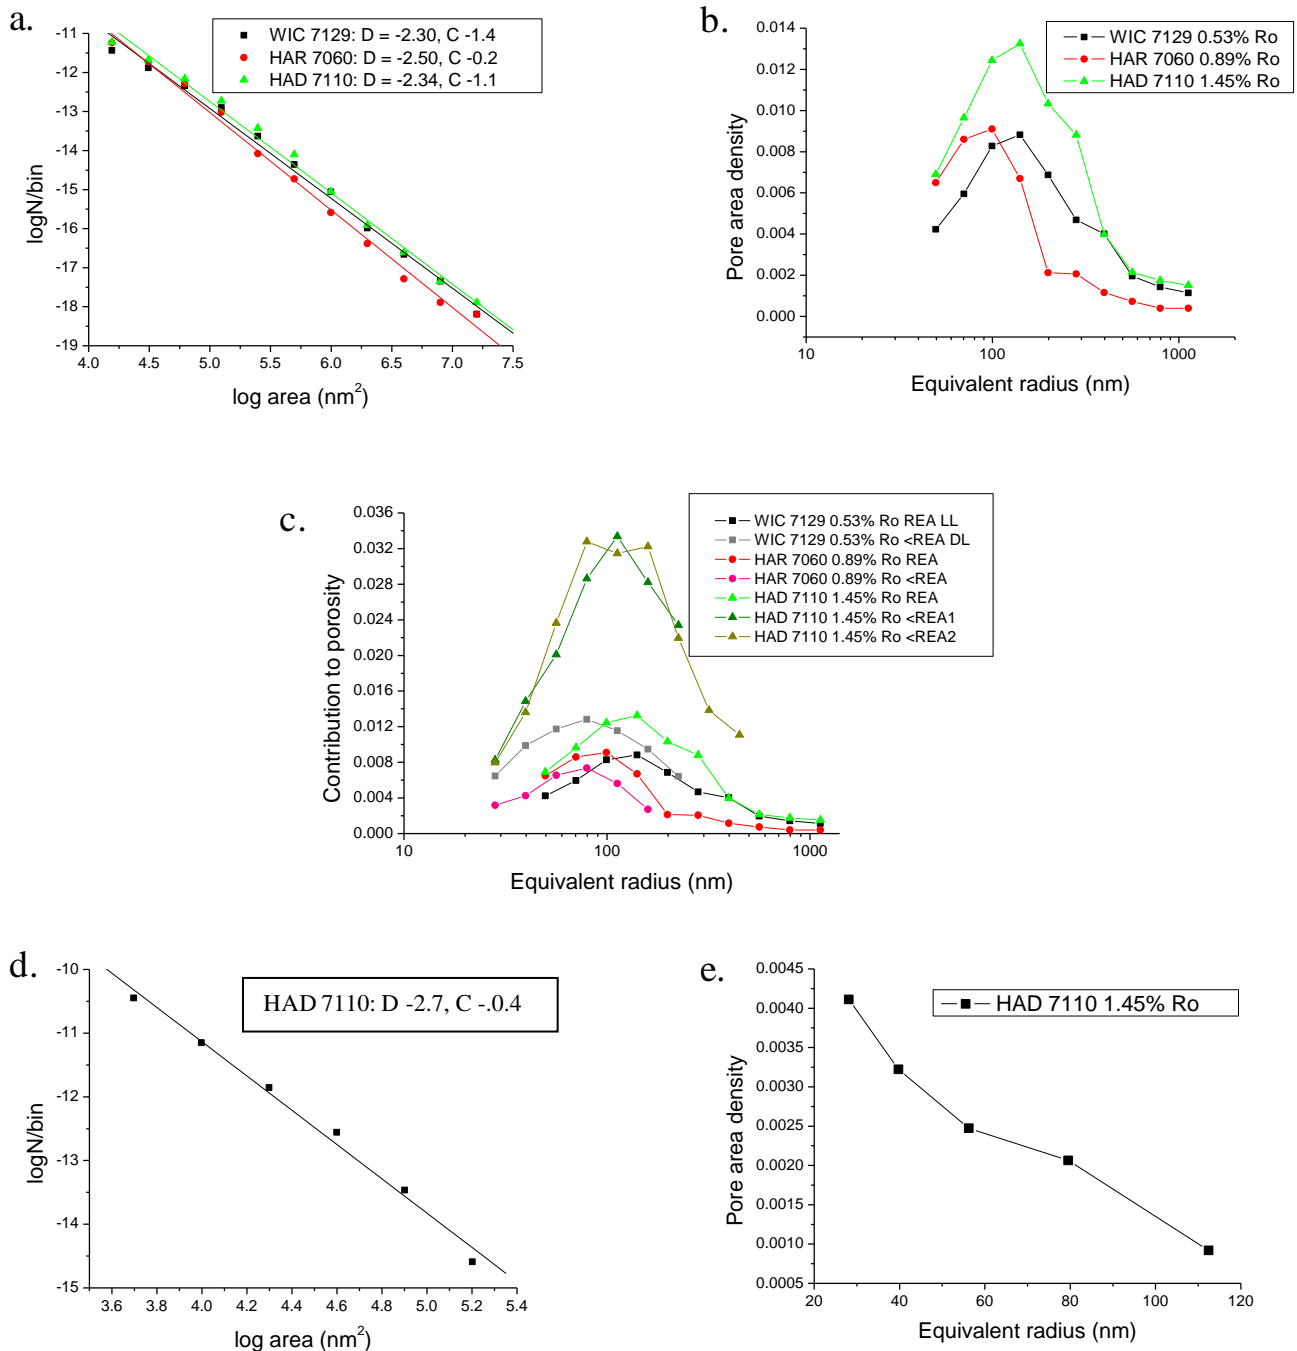 a.
WIC 7129: D = -2.30, C -1.4
HAR 7060: D = -2.50, C -0.2
HAD 7110: D = -2.34, C -1.1
-11
-12
-13
-14
-15
-16
-17
-18
-19
logN/bin
4.0 4.5 5.0 5.5 6.0 6.5 7.0 7.5
log area (nm²)
b.
WIC 7129 0.53% Ro
HAR 7060 0.89% Ro
HAD 7110 1.45% Ro
0.014
0.012
0.010
0.008
0.006
0.004
0.002
0.000
Pore area density
10 100 1000
Equivalent radius (nm)
c.
WIC 7129 0.53% Ro REA LL
WIC 7129 0.53% Ro <REA DL
HAR 7060 0.89% Ro REA
HAR 7060 0.89% Ro <REA
HAD 7110 1.45% Ro REA
HAD 7110 1.45% Ro <REA1
HAD 7110 1.45% Ro <REA2
0.036
0.032
0.028
0.024
0.020
0.016
0.012
0.008
0.004
0.000
Contribution to porosity
10 100 1000
Equivalent radius (nm)
d.
HAD 7110: D -2.7, C -.0.4
-10
-11
-12
-13
-14
-15
logN/bin
3.6 4.0 4.4 4.6 5.0 5.4
log area (nm²)
e.
HAD 7110 1.45% Ro
0.0045
0.0040
0.0035
0.0030
0.0025
0.0020
0.0015
0.0010
0.0005
Pore area density
20 40 60 80 100 120
Equivalent radius (nm)